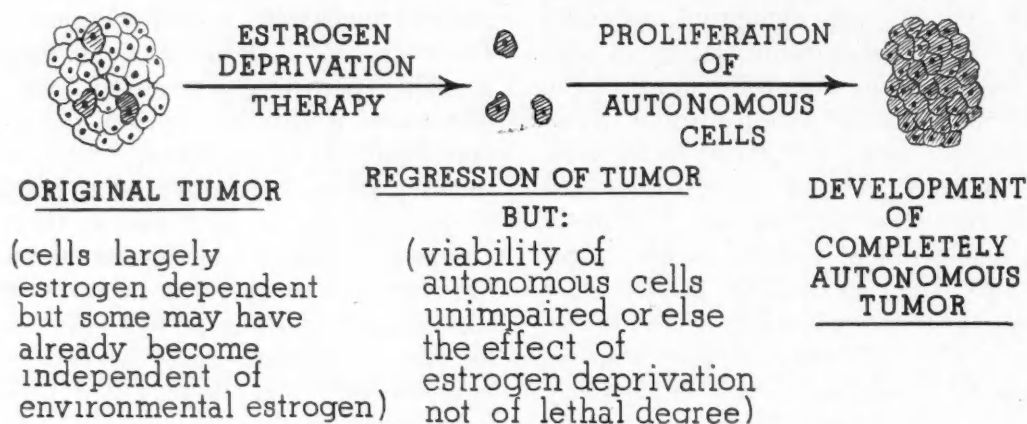 ESTROGEN
DEPRIVATION
THERAPY
PROLIFERATION
OF
AUTONOMOUS
CELLS
ORIGINAL TUMOR
(cells largely
estrogen dependent
but some may have
already become
independent of
environmental estrogen)
REGRESSION OF TUMOR
BUT:
(viability of
autonomous cells
unimpaired or else
the effect of
estrogen deprivation
not of lethal degree)
DEVELOPMENT
OF
COMPLETELY
AUTONOMOUS
TUMOR